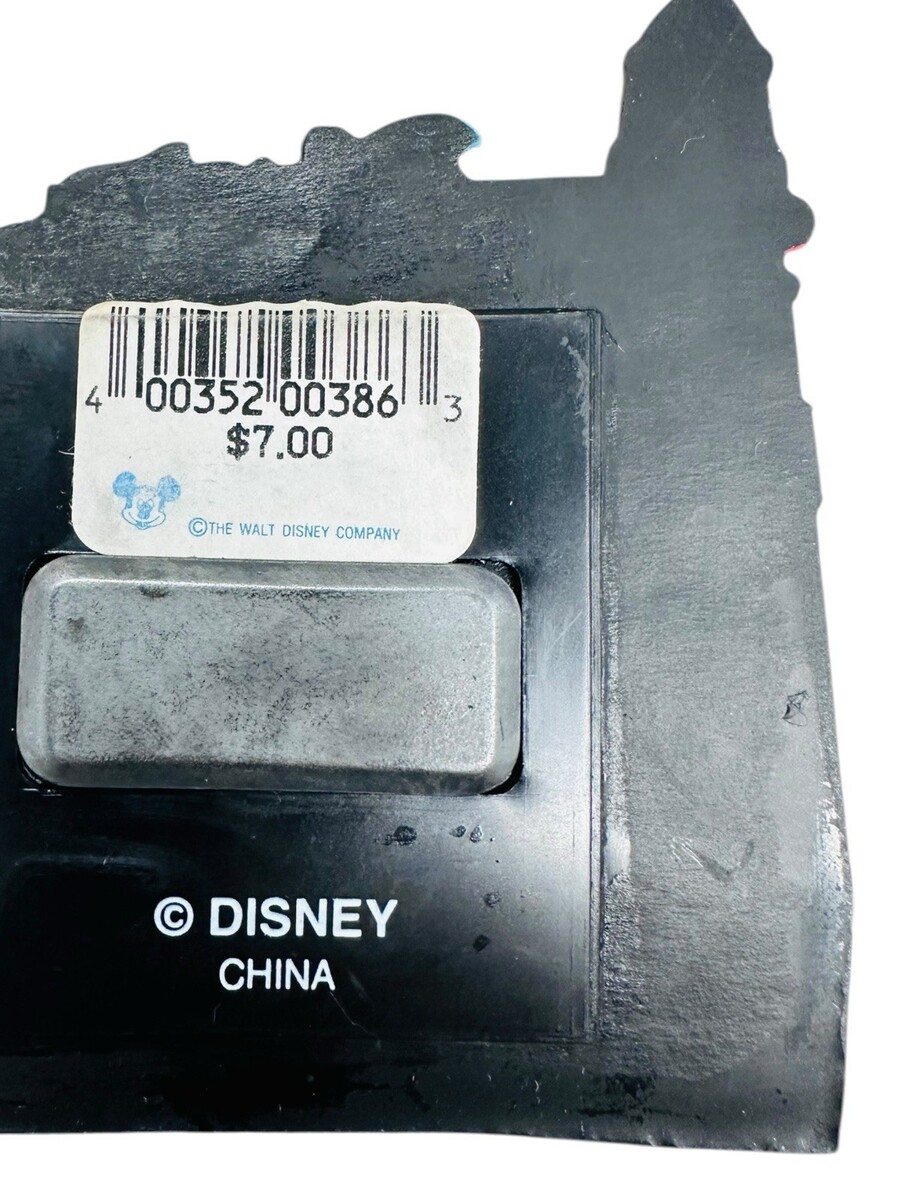 4 00352 00386 3
$7.00
©THE WALT DISNEY COMPANY
© DISNEY
CHINA